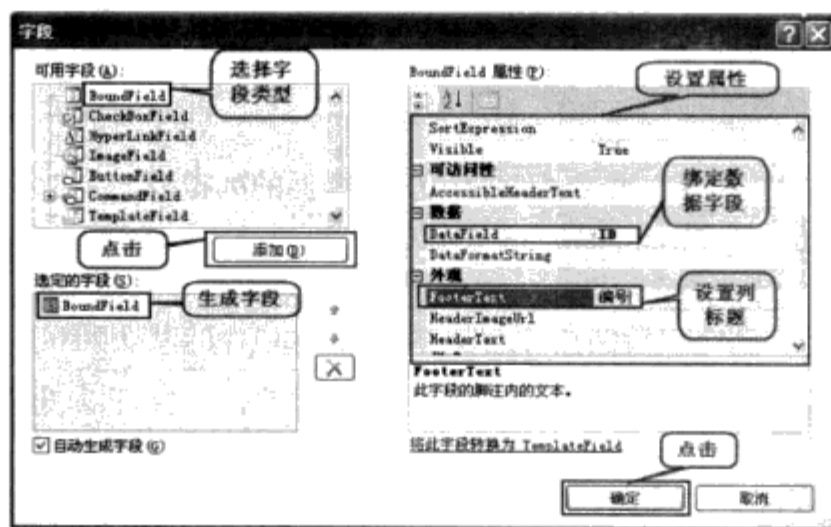 字段
可用字段(A):
BoundField
CheckBoxField
HyperLinkField
ImageField
ButtonField
CommandField
TemplateField
选择字
段类型
点击
添加(D)
选定的字段(S):
BoundField
生成字段
自动生成字段(G)
BoundField 属性(P):
设置属性
SortExpression
Visible True
可访问性
AccessibleHeaderText
数据
DataField ID
DataFormatString
外观
FooterText 编号
HeaderImageUrl
HeaderText
绑定数
据字段
设置列
标题
FooterText
此字段的脚注内的文本。
将此字段转换为 TemplateField
点击
确定
取消